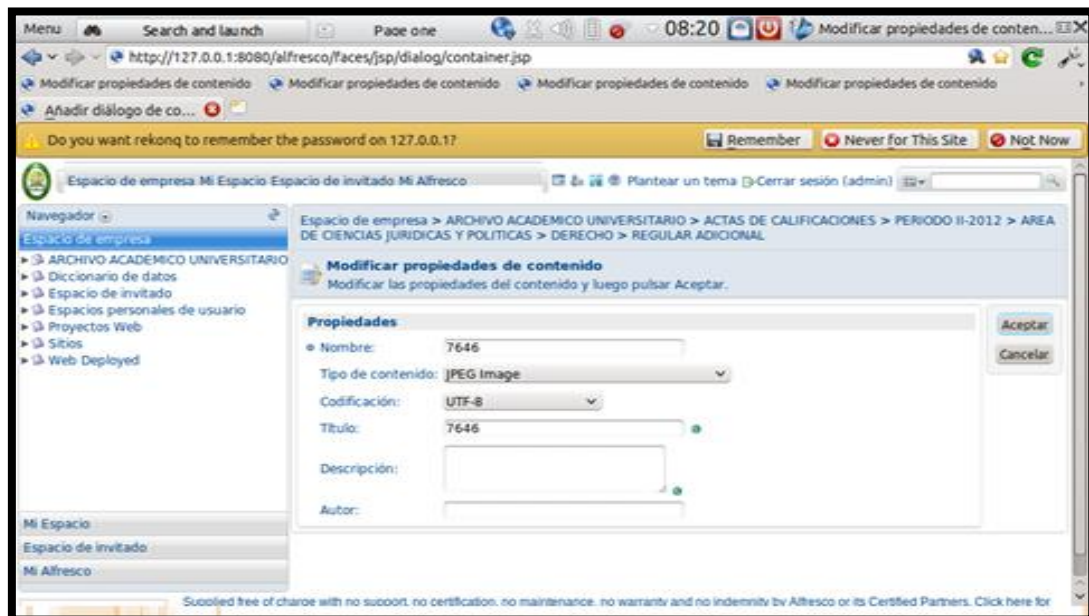 Menu Search and launch Page one 08:20 Modificar propiedades de conten...
http://127.0.0.1:8080/alfresco/faces/jsp/dialog/container.jsp
Modificar propiedades de contenido Modificar propiedades de contenido Modificar propiedades de contenido Modificar propiedades de contenido
Añadir diálogo de co...
Do you want rekonq to remember the password on 127.0.0.1? Remember Never for This Site Not Now
Espacio de empresa Mi Espacio Espacio de invitado Mi Alfresco Plantear un tema Cerrar sesión (admin)
Navegador
Espacio de empresa
ARCHIVO ACADEMICO UNIVERSITARIO
Diccionario de datos
Espacio de invitado
Espacios personales de usuario
Proyectos Web
Sitios
Web Deployed
Mi Espacio
Espacio de invitado
Mi Alfresco
Espacio de empresa > ARCHIVO ACADEMICO UNIVERSITARIO > ACTAS DE CALIFICACIONES > PERIODO II-2012 > AREA
DE CIENCIAS JURIDICAS Y POLITICAS > DERECHO > REGULAR ADICIONAL
Modificar propiedades de contenido
Modificar las propiedades del contenido y luego pulsar Aceptar.
Propiedades
Nombre: 7646
Tipo de contenido: JPEG Image
Codificación: UTF-8
Título: 7646
Descripción:
Autor:
Aceptar
Cancelar
Supplied free of charge with no support, no certification, no maintenance, no warranty and no indemnity by Alfresco or its Certified Partners. Click here for